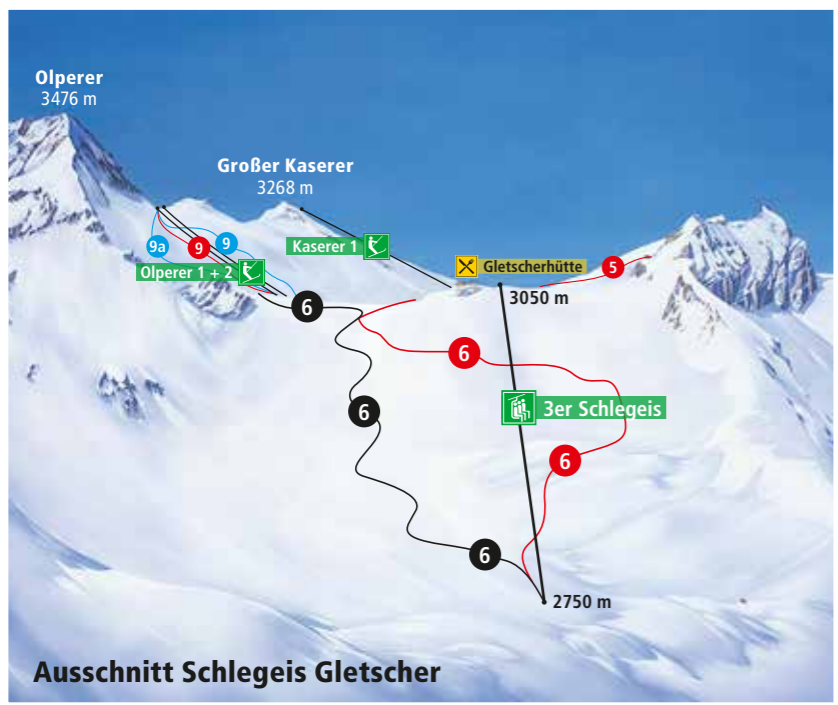 Olperer
3476 m
Großer Kaserer
3268 m
9a
9
9
Kaserer 1
Olperer 1 + 2
Gletscherhütte
5
3050 m
6
6
6
3er Schlegeis
6
6
2750 m
Ausschnitt Schlegeis Gletscher